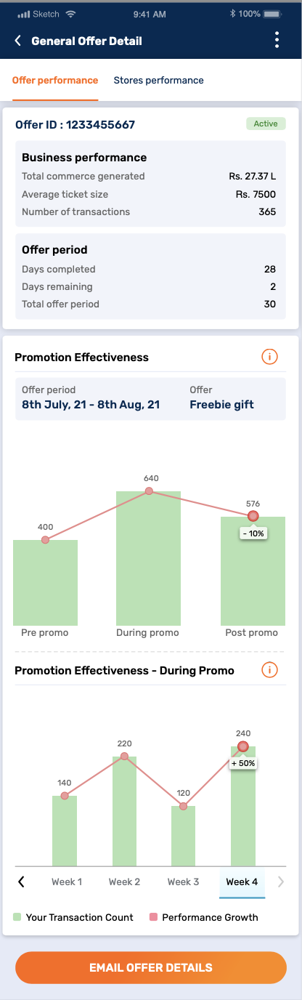 Sketch 9:41 AM 100%
General Offer Detail
Offer performance Stores performance
Offer ID : 1233455667 Active
Business performance
Total commerce generated Rs. 27.37 L
Average ticket size Rs. 7500
Number of transactions 365
Offer period
Days completed 28
Days remaining 2
Total offer period 30
Promotion Effectiveness i
Offer period Offer
8th July, 21 - 8th Aug, 21 Freebie gift
640
576
400
- 10%
Pre promo During promo Post promo
Promotion Effectiveness - During Promo i
240
220
+ 50%
140
120
Week 1 Week 2 Week 3 Week 4
Your Transaction Count Performance Growth
EMAIL OFFER DETAILS